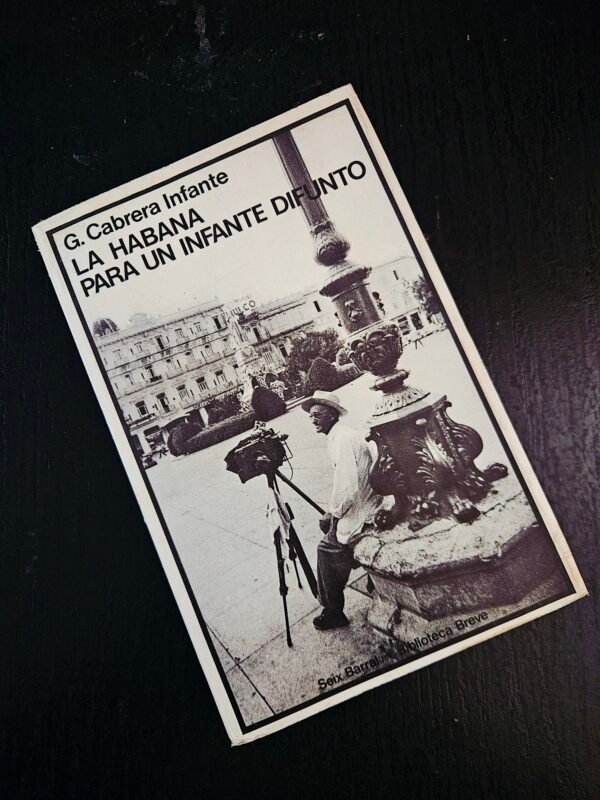 G. Cabrera Infante
LA HABANA
PARA UN INFANTE DIFUNTO
Seix Barral Biblioteca Breve